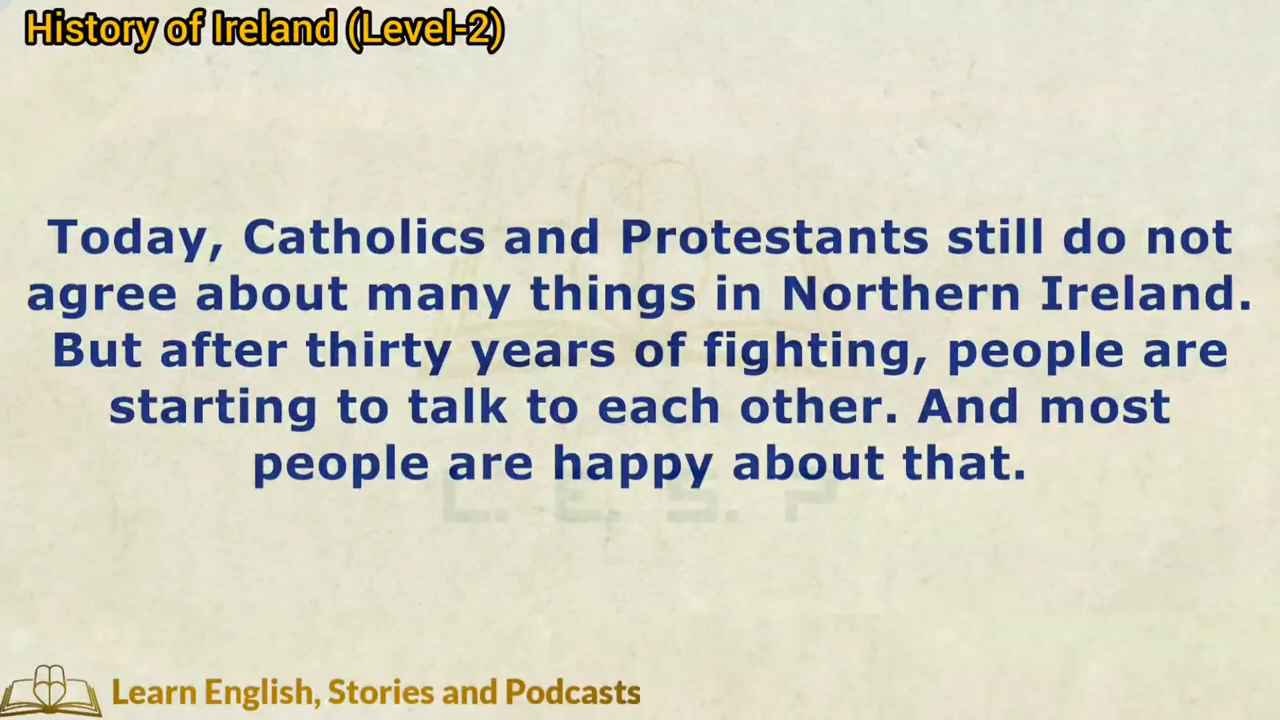 History of Ireland (Level-2)
Today, Catholics and Protestants still do not
agree about many things in Northern Ireland.
But after thirty years of fighting, people are
starting to talk to each other. And most
people are happy about that.
L. E. S. P
Learn English, Stories and Podcasts